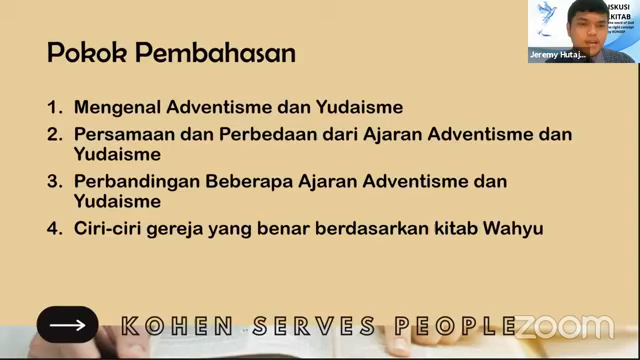 Pokok Pembahasan
1. Mengenal Adventisme dan Yudaisme
2. Persamaan dan Perbedaan dari Ajaran Adventisme dan
Yudaisme
3. Perbandingan Beberapa Ajaran Adventisme dan
Yudaisme
4. Ciri-ciri gereja yang benar berdasarkan kitab Wahyu
KOHEN SERVES PEOPLE
zoom
ISKUSI
LKITAB
Jeremy Hutaj...